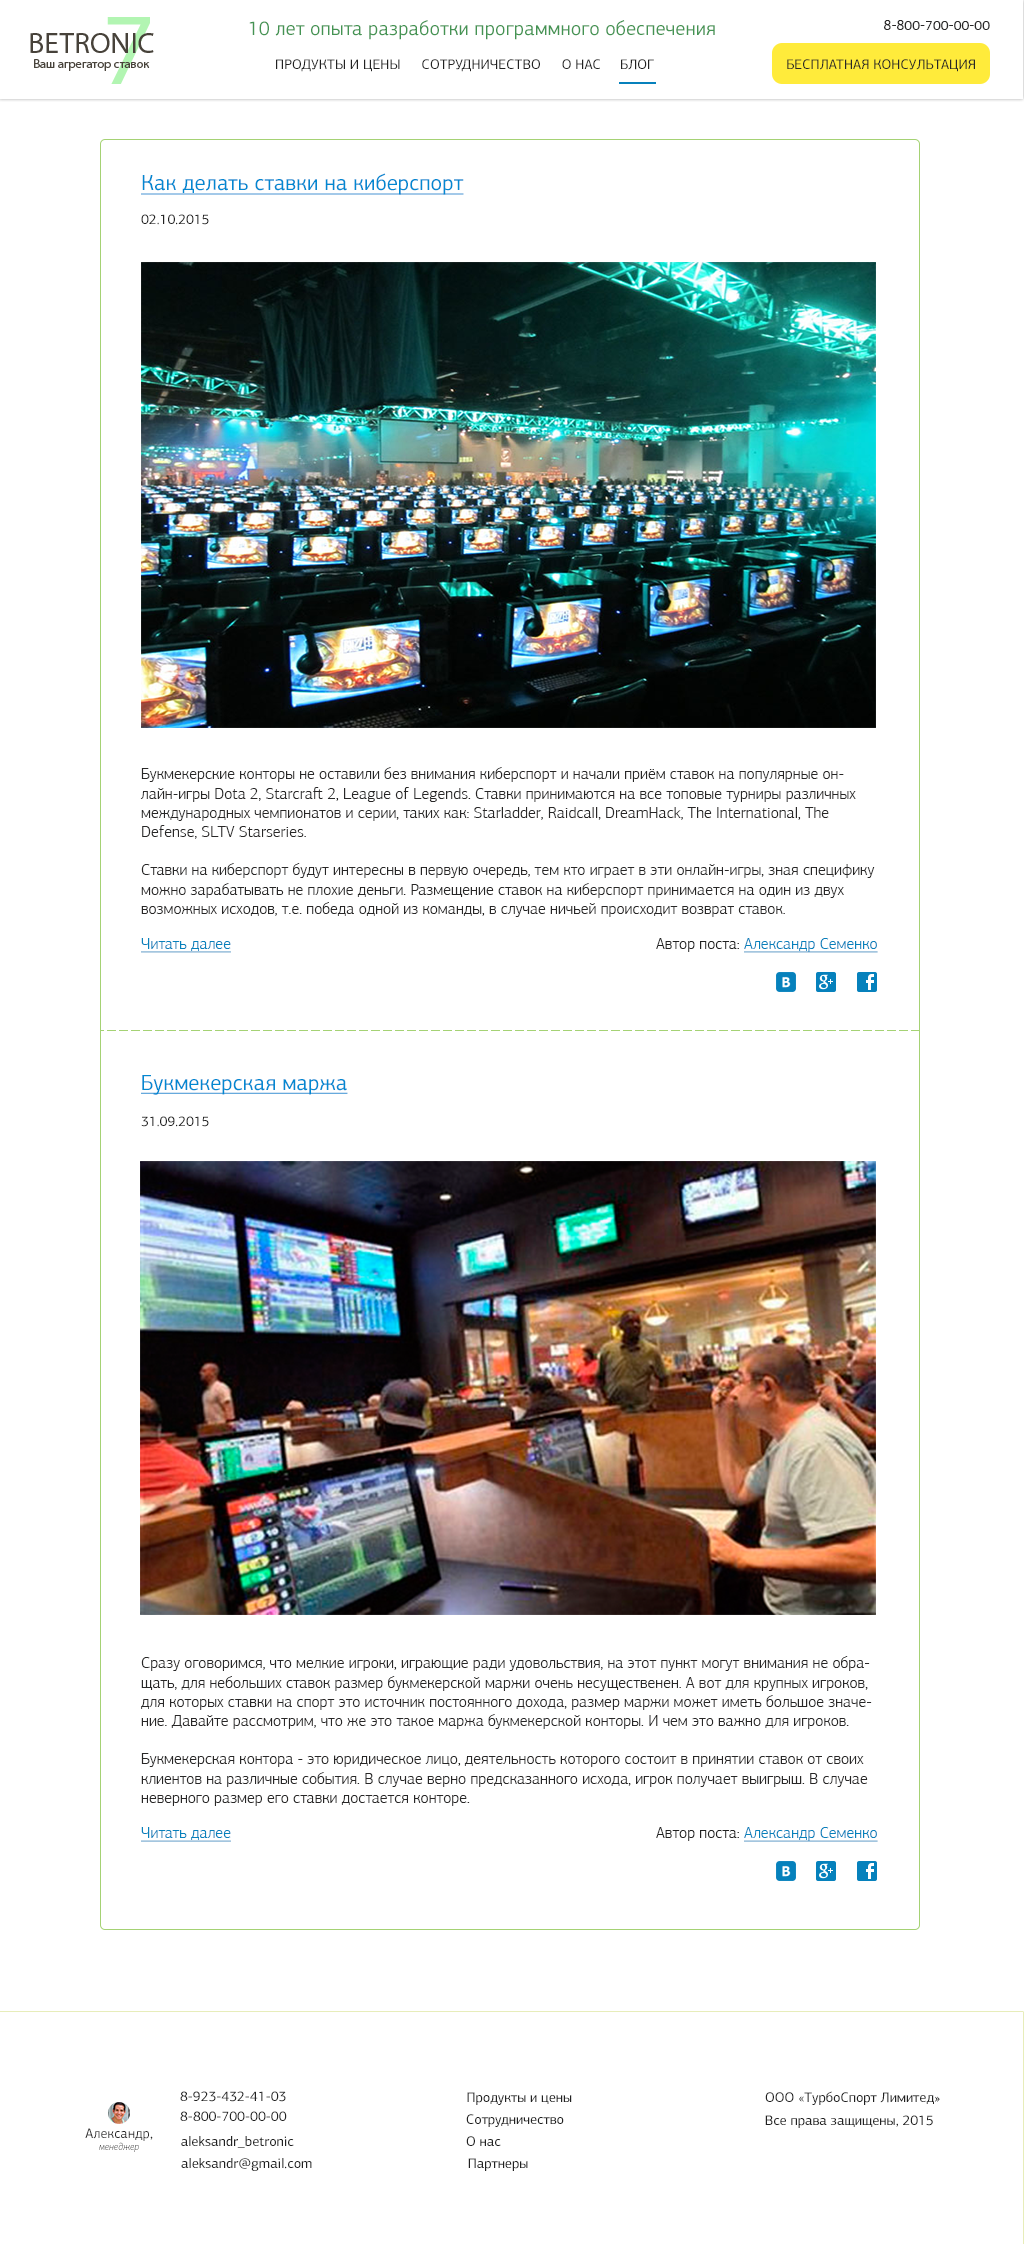 BETRONIC 7
Ваш агрегатор ставок
10 лет опыта разработки программного обеспечения
8-800-700-00-00
ПРОДУКТЫ И ЦЕНЫ СОТРУДНИЧЕСТВО О НАС БЛОГ
БЕСПЛАТНАЯ КОНСУЛЬТАЦИЯ
Как делать ставки на киберспорт
02.10.2015
Букмекерские конторы не оставили без внимания киберспорт и начали приём ставок на популярные он-
лайн-игры Dota 2, Starcraft 2, League of Legends. Ставки принимаются на все топовые турниры различных
международных чемпионатов и серии, таких как: Starladder, Raidcall, DreamHack, The International, The
Defense, SLTV Starseries.
Ставки на киберспорт будут интересны в первую очередь, тем кто играет в эти онлайн-игры, зная специфику
можно зарабатывать не плохие деньги. Размещение ставок на киберспорт принимается на один из двух
возможных исходов, т.е. победа одной из команды, в случае ничьей происходит возврат ставок.
Читать далее
Автор поста: Александр Семенко
Букмекерская маржа
31.09.2015
Сразу оговоримся, что мелкие игроки, играющие ради удовольствия, на этот пункт могут внимания не обра-
щать, для небольших ставок размер букмекерской маржи очень несущественен. А вот для крупных игроков,
для которых ставки на спорт это источник постоянного дохода, размер маржи может иметь большое значе-
ние. Давайте рассмотрим, что же это такое маржа букмекерской конторы. И чем это важно для игроков.
Букмекерская контора - это юридическое лицо, деятельность которого состоит в принятии ставок от своих
клиентов на различные события. В случае верно предсказанного исхода, игрок получает выигрыш. В случае
неверного размер его ставки достается конторе.
Читать далее
Автор поста: Александр Семенко
Александр,
менеджер
8-923-432-41-03
8-800-700-00-00
aleksandr_betronic
aleksandr@gmail.com
Продукты и цены
Сотрудничество
О нас
Партнеры
ООО «ТурбоСпорт Лимитед»
Все права защищены, 2015